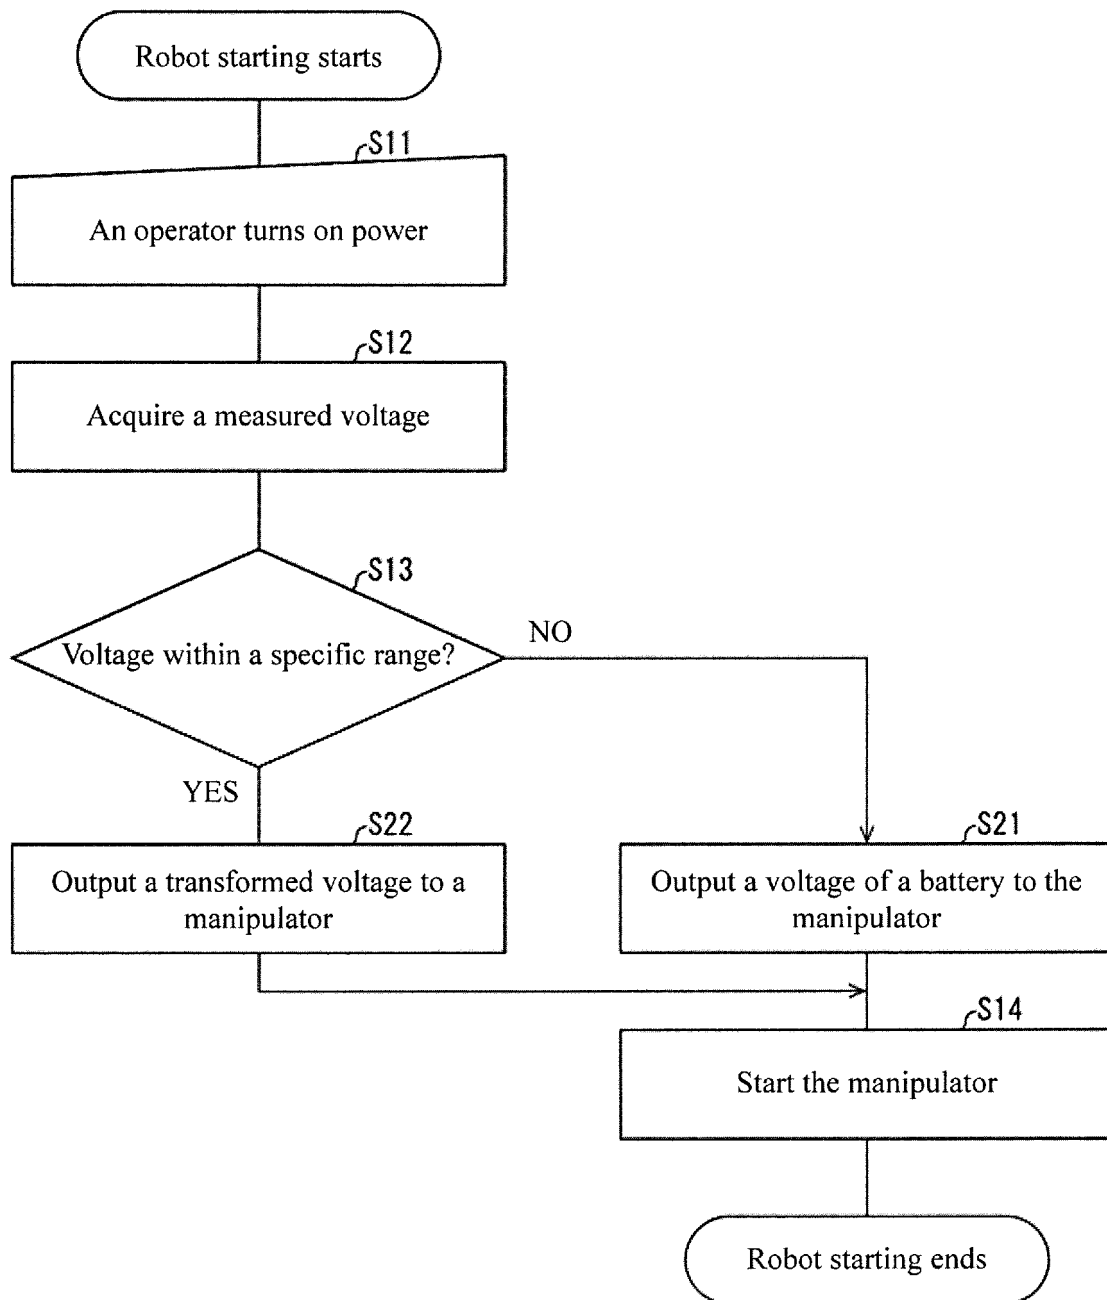 Robot starting starts
S11
An operator turns on power
S12
Acquire a measured voltage
S13
Voltage within a specific range?
NO
YES
S22
Output a transformed voltage to a
manipulator
S21
Output a voltage of a battery to the
manipulator
S14
Start the manipulator
Robot starting ends